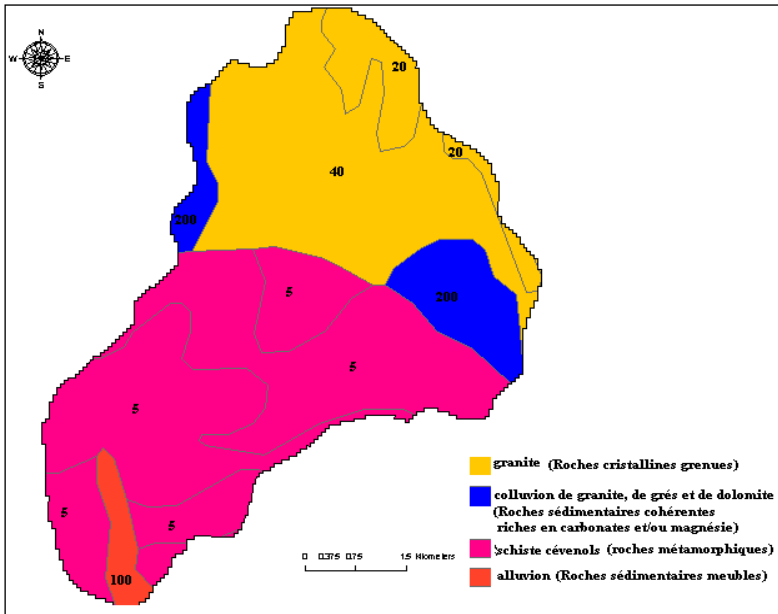 N
W E
S
20
20
40
200
200
5
5
5
5
5
100
granite (Roches cristallines grenues)
colluvion de granite, de grés et de dolomite
(Roches sédimentaires cohérentes
riches en carbonates et/ou magnésie)
schiste cévenols (roches métamorphiques)
alluvion (Roches sédimentaires meubles)
0 0.375 0.75 1.5 Kilometers